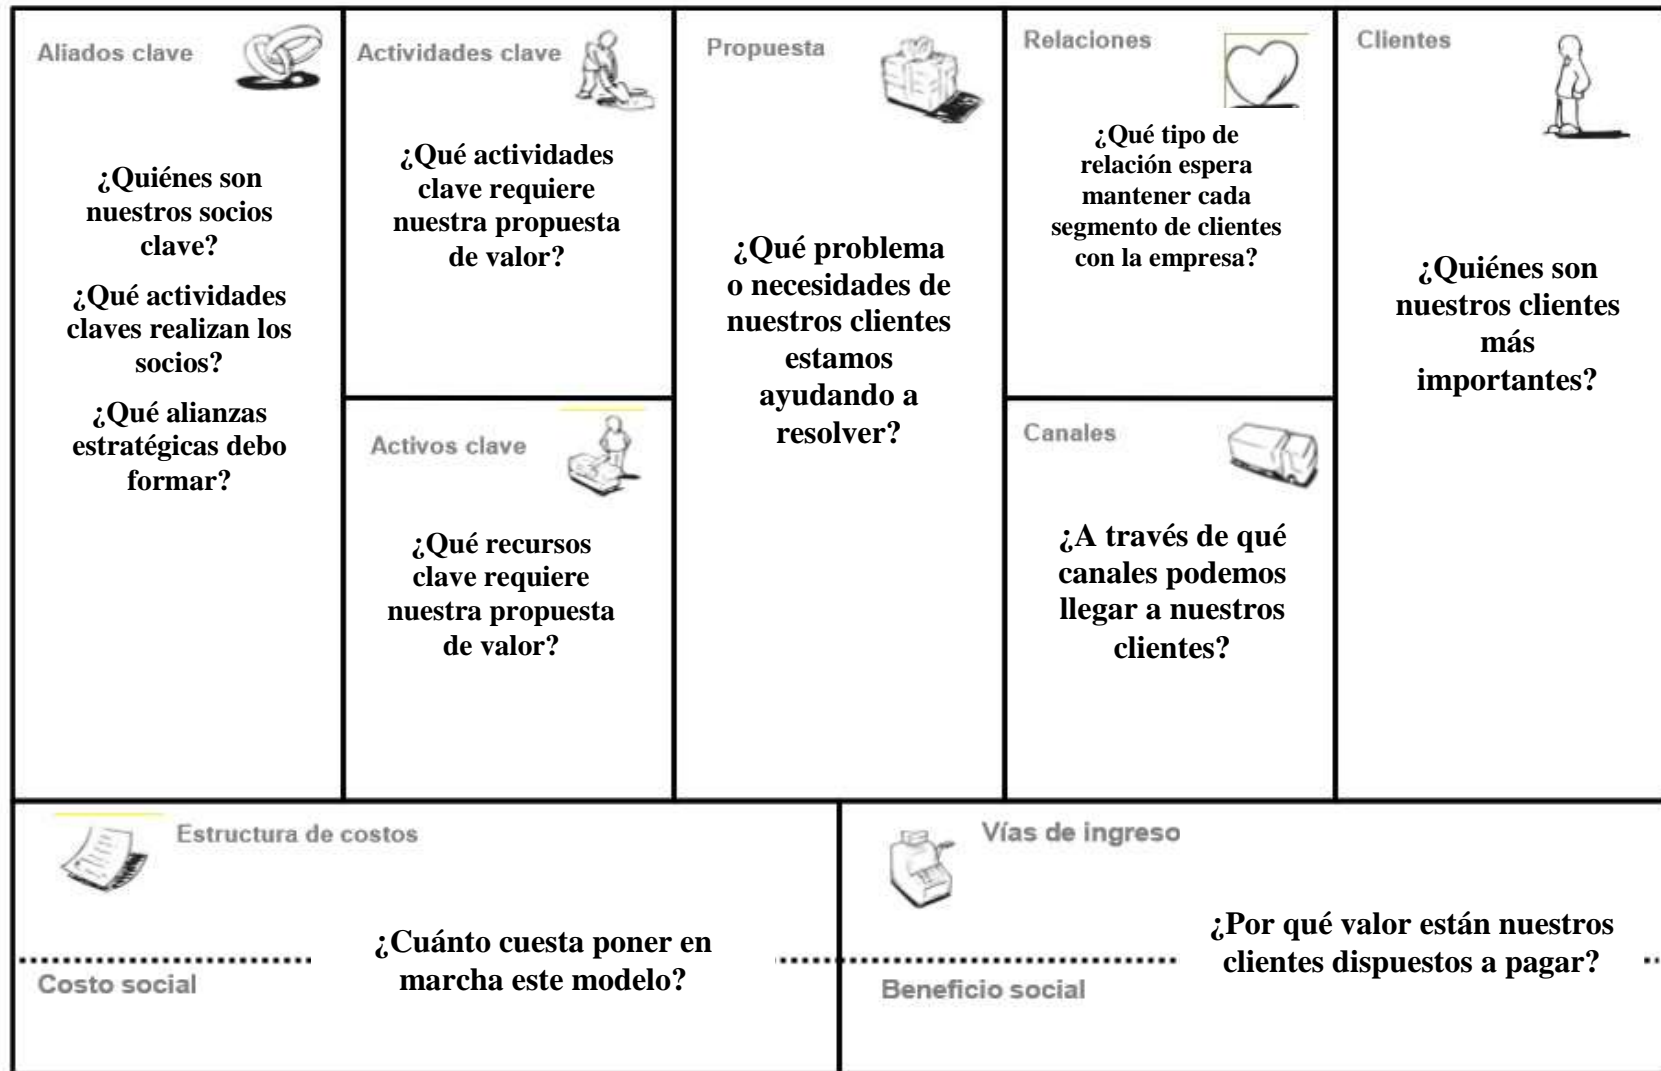 Aliados clave
¿Quiénes son
nuestros socios
clave?
¿Qué actividades
claves realizan los
socios?
¿Qué alianzas
estratégicas debo
formar?
Actividades clave
¿Qué actividades
clave requiere
nuestra propuesta
de valor?
Activos clave
¿Qué recursos
clave requiere
nuestra propuesta
de valor?
Propuesta
¿Qué problema
o necesidades de
nuestros clientes
estamos
ayudando a
resolver?
Relaciones
¿Qué tipo de
relación espera
mantener cada
segmento de clientes
con la empresa?
Canales
¿A través de qué
canales podemos
llegar a nuestros
clientes?
Clientes
¿Quiénes son
nuestros clientes
más
importantes?
Estructura de costos
¿Cuánto cuesta poner en
marcha este modelo?
Costo social
Vías de ingreso
¿Por qué valor están nuestros
clientes dispuestos a pagar?
Beneficio social